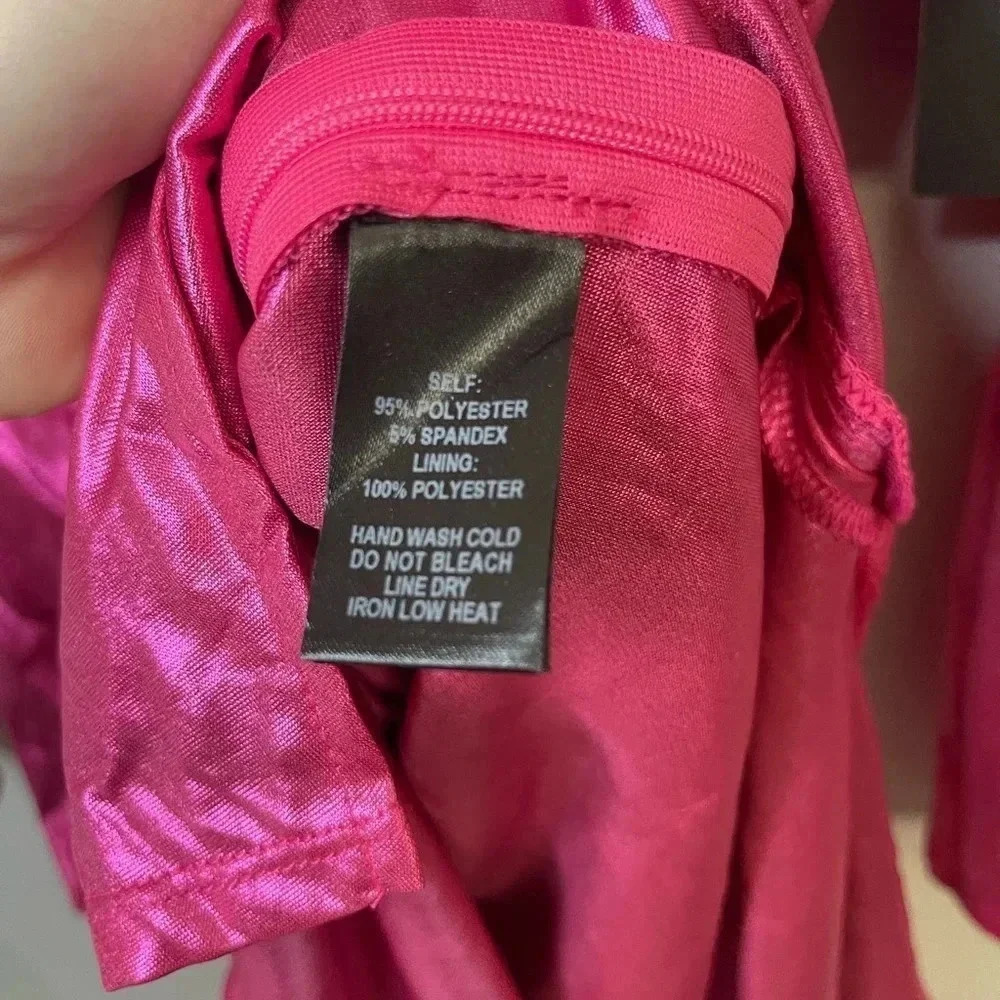 SELF:
95% POLYESTER
5% SPANDEX
LINING:
100% POLYESTER
HAND WASH COLD
DO NOT BLEACH
LINE DRY
IRON LOW HEAT